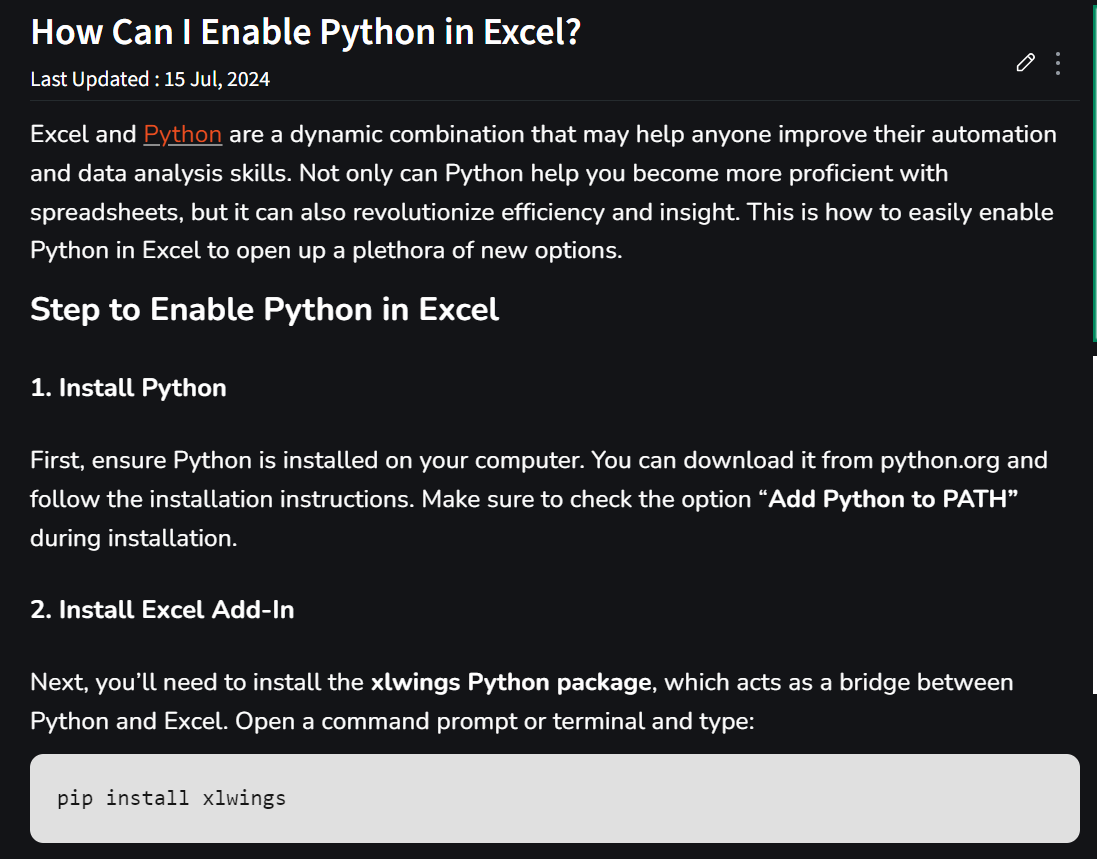 How Can I Enable Python in Excel?
Last Updated : 15 Jul, 2024
Excel and Python are a dynamic combination that may help anyone improve their automation
and data analysis skills. Not only can Python help you become more proficient with
spreadsheets, but it can also revolutionize efficiency and insight. This is how to easily enable
Python in Excel to open up a plethora of new options.
Step to Enable Python in Excel
1. Install Python
First, ensure Python is installed on your computer. You can download it from python.org and
follow the installation instructions. Make sure to check the option “Add Python to PATH”
during installation.
2. Install Excel Add-In
Next, you’ll need to install the xlwings Python package, which acts as a bridge between
Python and Excel. Open a command prompt or terminal and type:
pip install xlwings